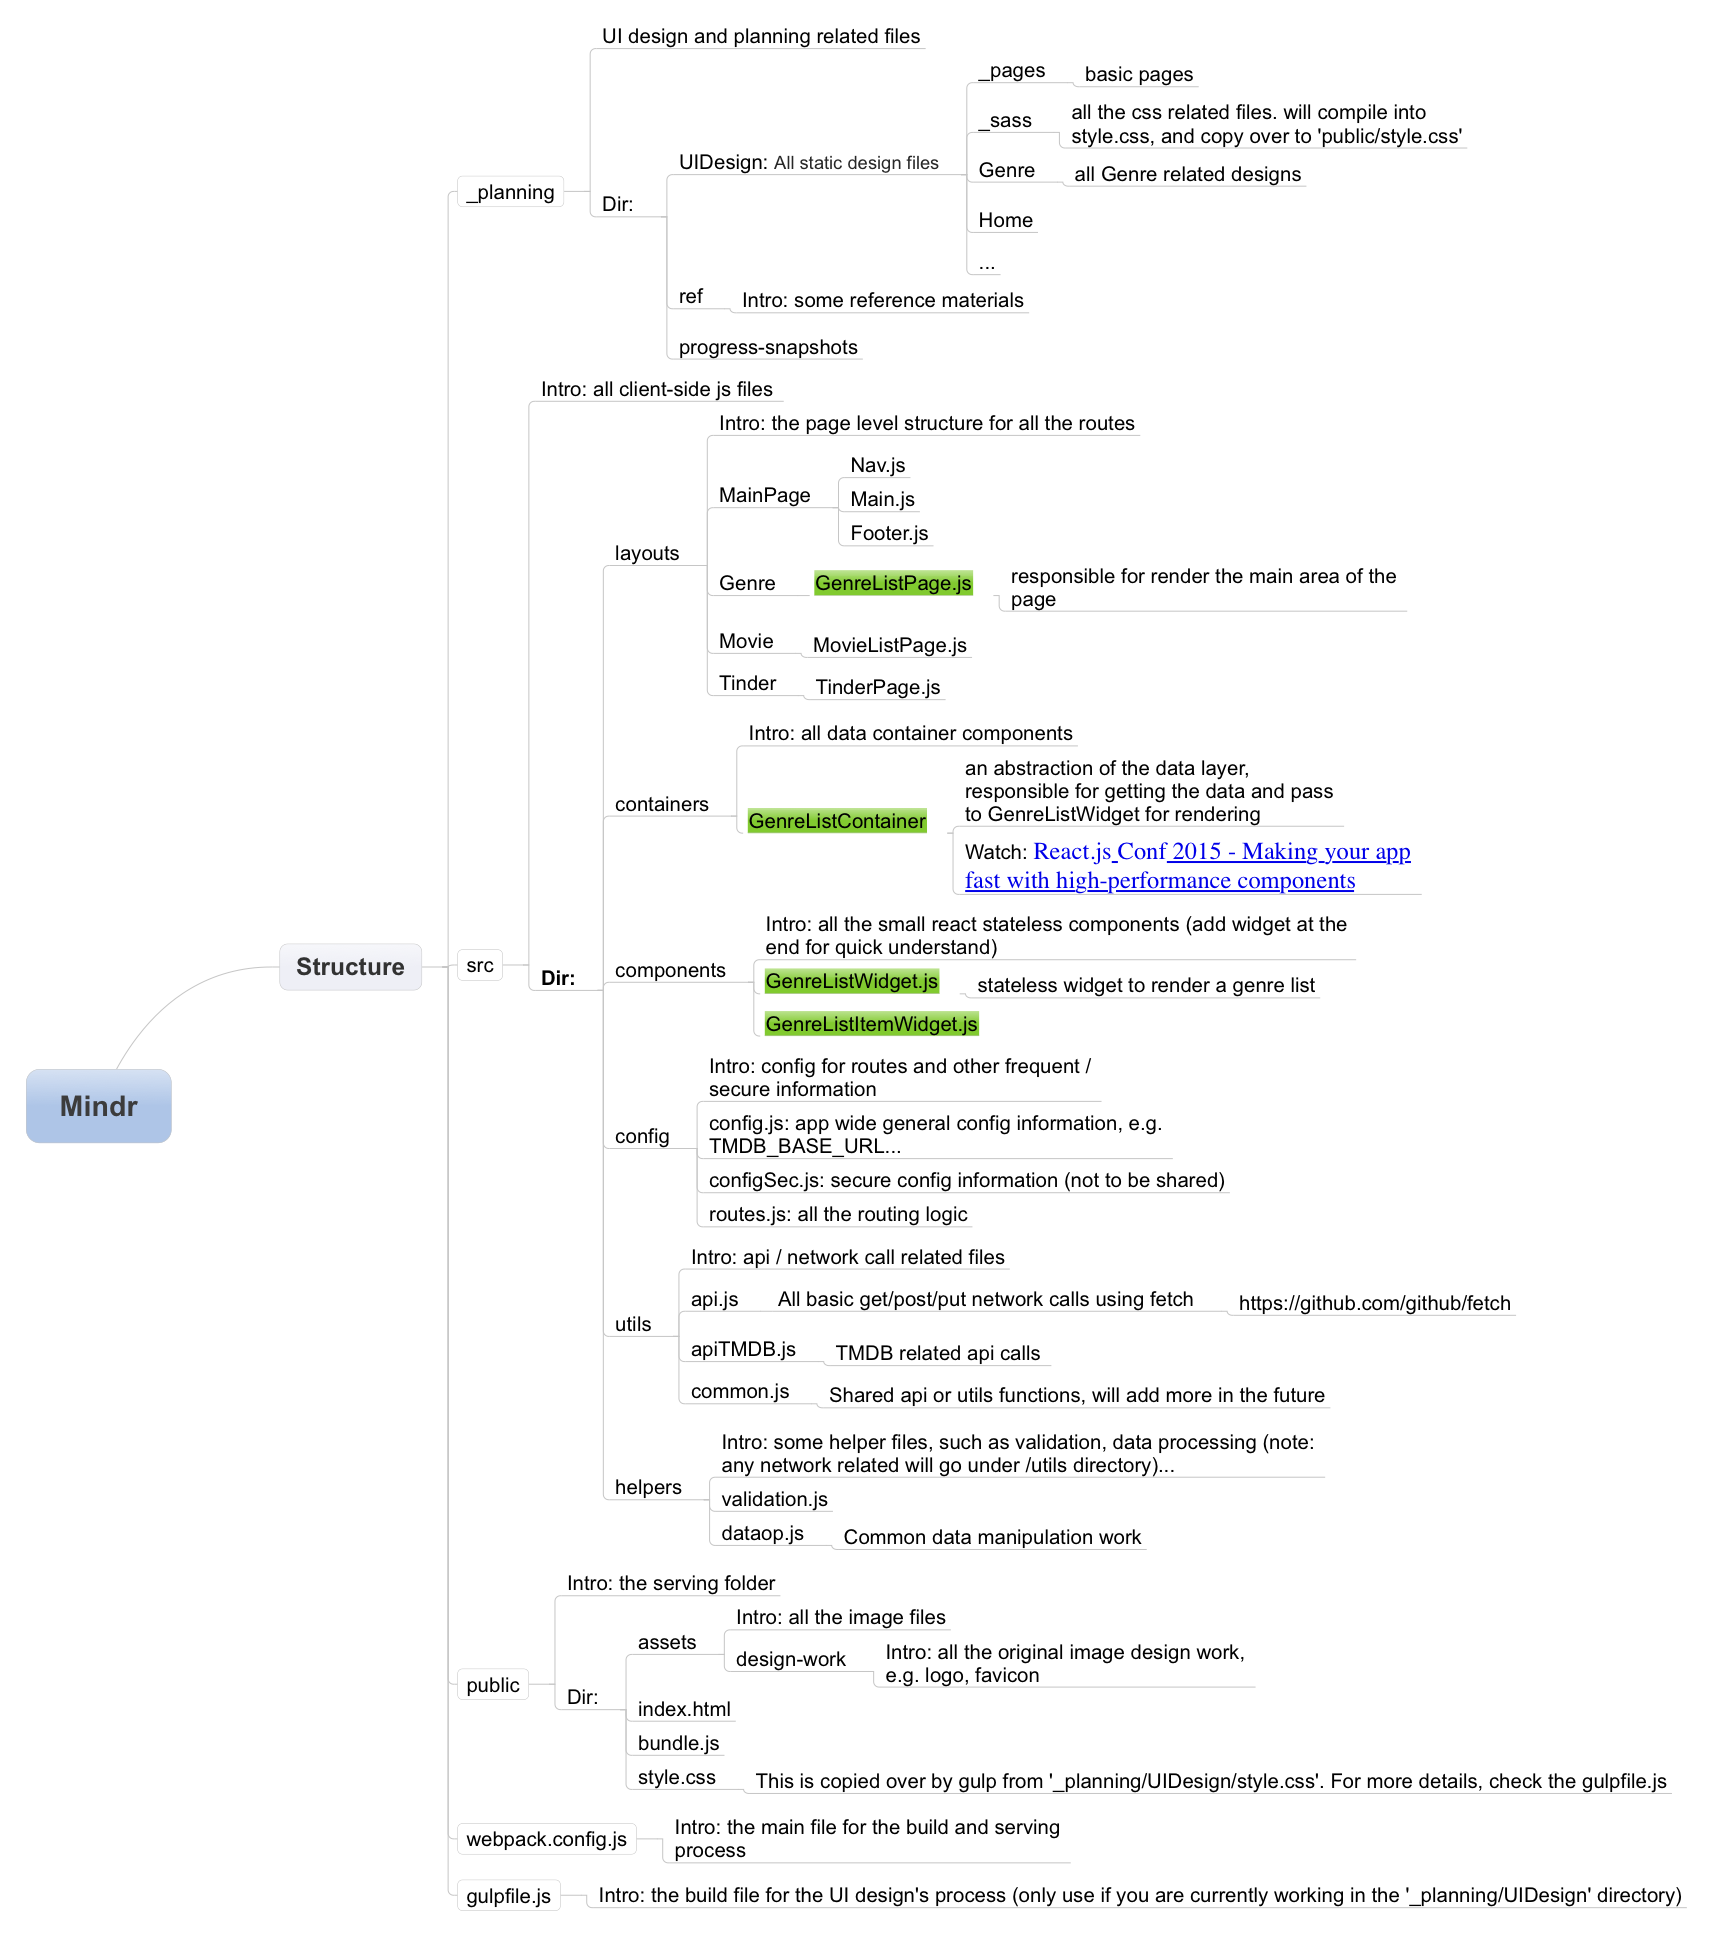 UI design and planning related files
_pages
basic pages
_sass
all the css related files. will compile into
style.css, and copy over to 'public/style.css'
UIDesign: All static design files
Genre
all Genre related designs
_planning
Dir:
Home
...
ref
Intro: some reference materials
progress-snapshots
Intro: all client-side js files
Intro: the page level structure for all the routes
Nav.js
MainPage
Main.js
Footer.js
layouts
Genre
GenreListPage.js
responsible for render the main area of the
page
Movie
MovieListPage.js
Tinder
TinderPage.js
Intro: all data container components
containers
GenreListContainer
an abstraction of the data layer,
responsible for getting the data and pass
to GenreListWidget for rendering
Watch: React.js Conf 2015 - Making your app
fast with high-performance components
Structure
src
Dir:
components
Intro: all the small react stateless components (add widget at the
end for quick understand)
GenreListWidget.js
stateless widget to render a genre list
GenreListItemWidget.js
Mindr
Intro: config for routes and other frequent /
secure information
config
config.js: app wide general config information, e.g.
TMDB_BASE_URL...
configSec.js: secure config information (not to be shared)
routes.js: all the routing logic
Intro: api / network call related files
utils
api.js
All basic get/post/put network calls using fetch
https://github.com/github/fetch
apiTMDB.js
TMDB related api calls
common.js
Shared api or utils functions, will add more in the future
helpers
Intro: some helper files, such as validation, data processing (note:
any network related will go under /utils directory)...
validation.js
dataop.js
Common data manipulation work
Intro: the serving folder
Intro: all the image files
assets
design-work
Intro: all the original image design work,
e.g. logo, favicon
public
Dir:
index.html
bundle.js
style.css
This is copied over by gulp from '_planning/UIDesign/style.css'. For more details, check the gulpfile.js
webpack.config.js
Intro: the main file for the build and serving
process
gulpfile.js
Intro: the build file for the UI design's process (only use if you are currently working in the '_planning/UIDesign' directory)